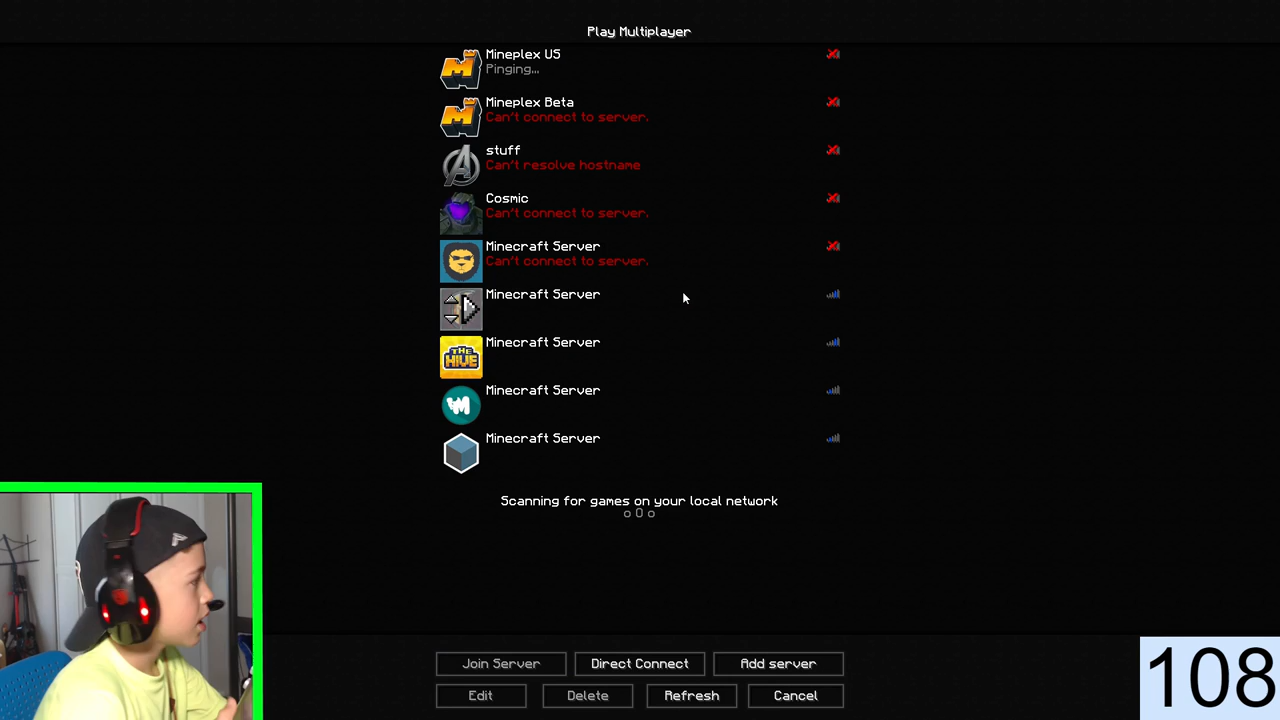 Play Multiplayer
Mineplex US
Pinging...
Mineplex Beta
Can't connect to server.
stuff
Can't resolve hostname
Cosmic
Can't connect to server.
Minecraft Server
Can't connect to server.
Minecraft Server
Minecraft Server
THE HIVE
Minecraft Server
Minecraft Server
Scanning for games on your local network
o O o
Join Server
Direct Connect
Add server
Edit
Delete
Refresh
Cancel
108